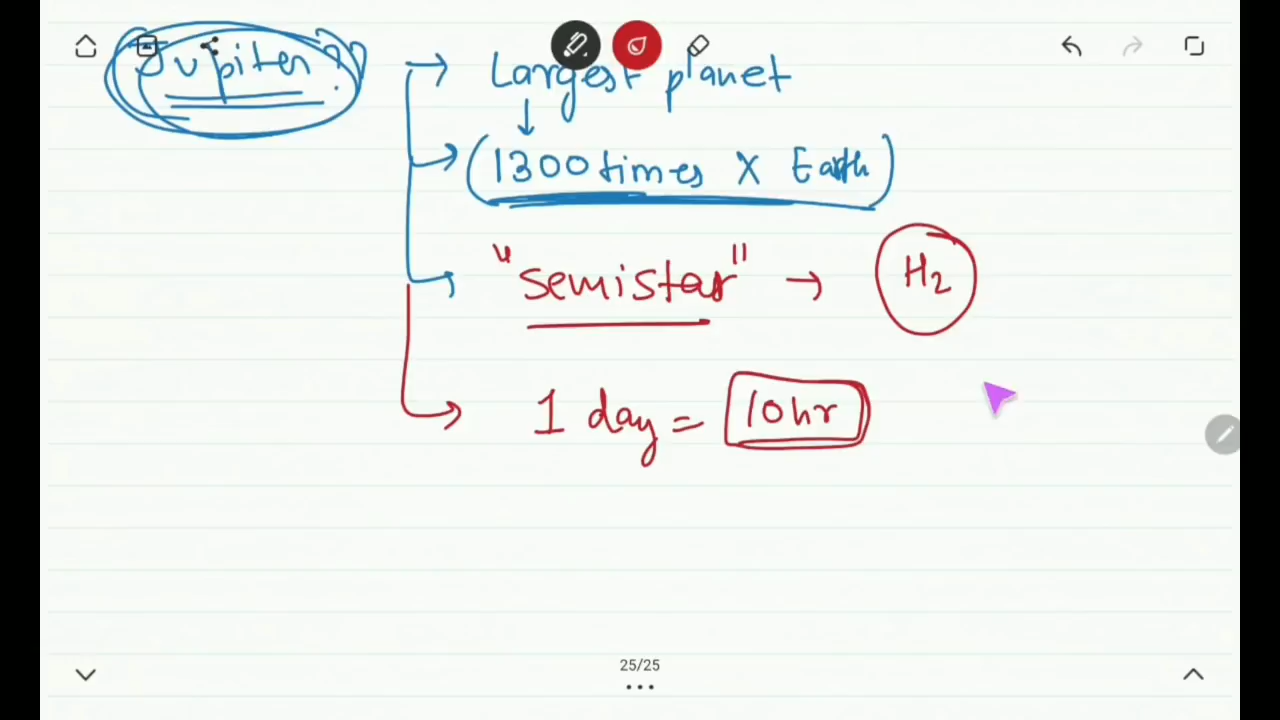 Jupiter? → Largest planet
(1300 times X Earth)
"semistar" → H2
1 day = 10hr
25/25